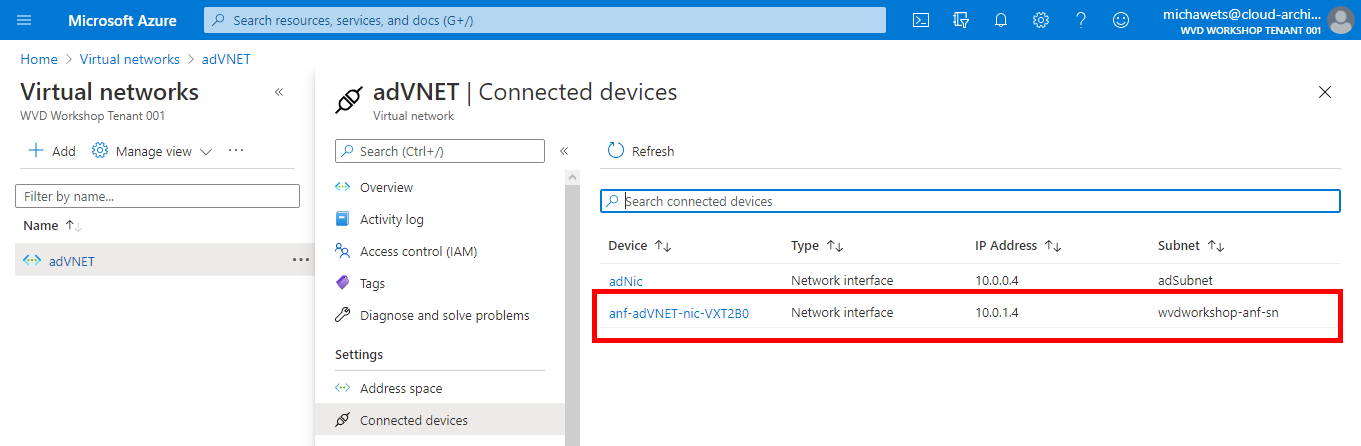 Microsoft Azure
Search resources, services, and docs (G+/)
michawets@cloud-archi...
WVD WORKSHOP TENANT 001
Home > Virtual networks > adVNET
Virtual networks
WVD Workshop Tenant 001
Add Manage view
Filter by name...
Name
adVNET
adVNET | Connected devices
Virtual network
Search (Ctrl+/)
Overview
Activity log
Access control (IAM)
Tags
Diagnose and solve problems
Settings
Address space
Connected devices
Refresh
Search connected devices
Device Type IP Address Subnet
adNic Network interface 10.0.0.4 adSubnet
anf-adVNET-nic-VXT2B0 Network interface 10.0.1.4 wvdworkshop-anf-sn